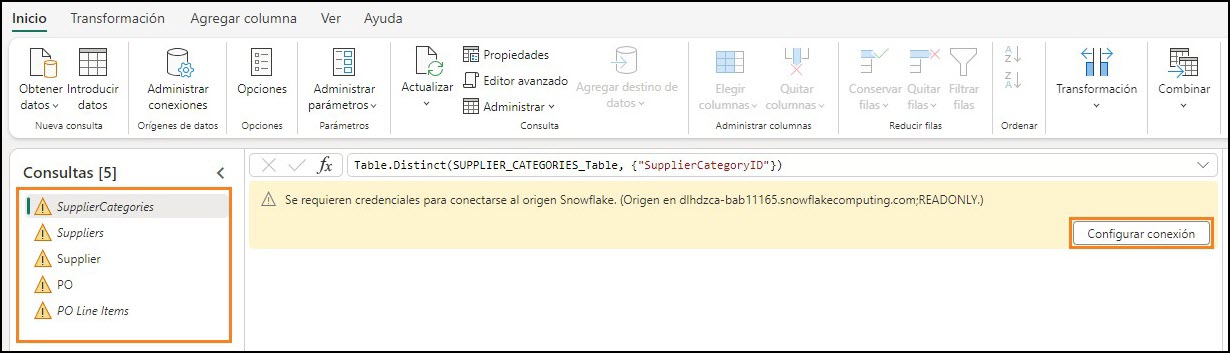 Inicio Transformación Agregar columna Ver Ayuda
Obtener datos Introducir datos
Nueva consulta
Administrar conexiones
Orígenes de datos
Opciones
Opciones
Administrar parámetros
Parámetros
Actualizar
Propiedades
Editor avanzado
Administrar
Agregar destino de datos
Consulta
Elegir columnas Quitar columnas
Administrar columnas
Conservar filas Quitar filas Filtrar filas
Reducir filas
A
Z
Z
A
Ordenar
Transformación
Combinar
Consultas [5]
fx Table.Distinct(SUPPLIER_CATEGORIES_Table, {"SupplierCategoryID"})
SupplierCategories
Suppliers
Supplier
PO
PO Line Items
Se requieren credenciales para conectarse al origen Snowflake. (Origen en dlhdzca-bab11165.snowflakecomputing.com;READONLY.)
Configurar conexión